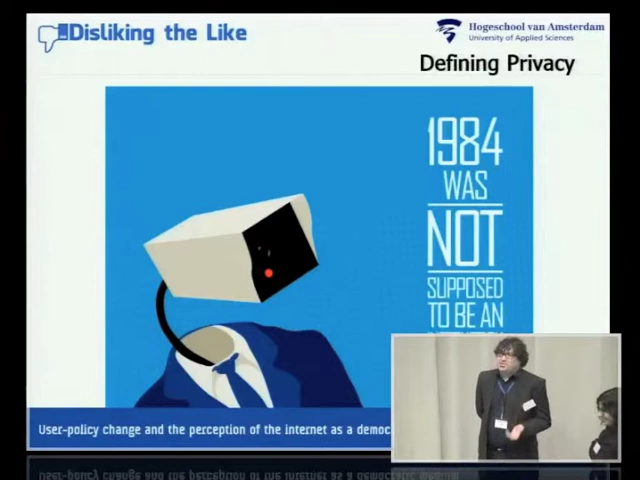 Disliking the Like
Hogeschool van Amsterdam
University of Applied Sciences
Defining Privacy
1984
WAS
NOT
SUPPOSED
TO BE AN
User-policy change and the perception of the internet as a democ